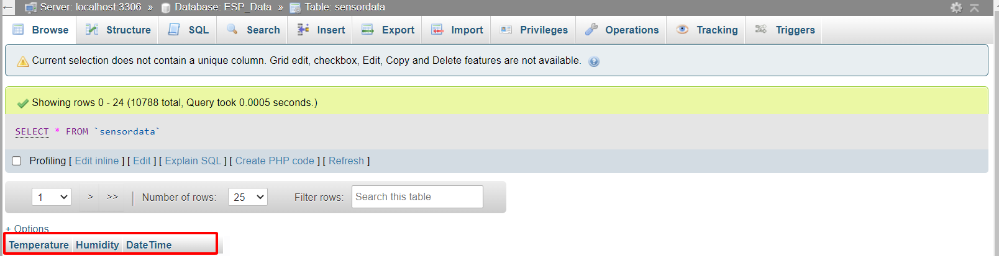 Server: localhost:3306 » Database: ESP_Data » Table: sensordata
Browse Structure SQL Search Insert Export Import Privileges Operations Tracking Triggers
Current selection does not contain a unique column. Grid edit, checkbox, Edit, Copy and Delete features are not available.
Showing rows 0 - 24 (10788 total, Query took 0.0005 seconds.)
SELECT * FROM `sensordata`
Profiling [ Edit inline ] [ Edit ] [ Explain SQL ] [ Create PHP code ] [ Refresh ]
1 > >> | Number of rows: 25 Filter rows: Search this table
+ Options
Temperature Humidity DateTime